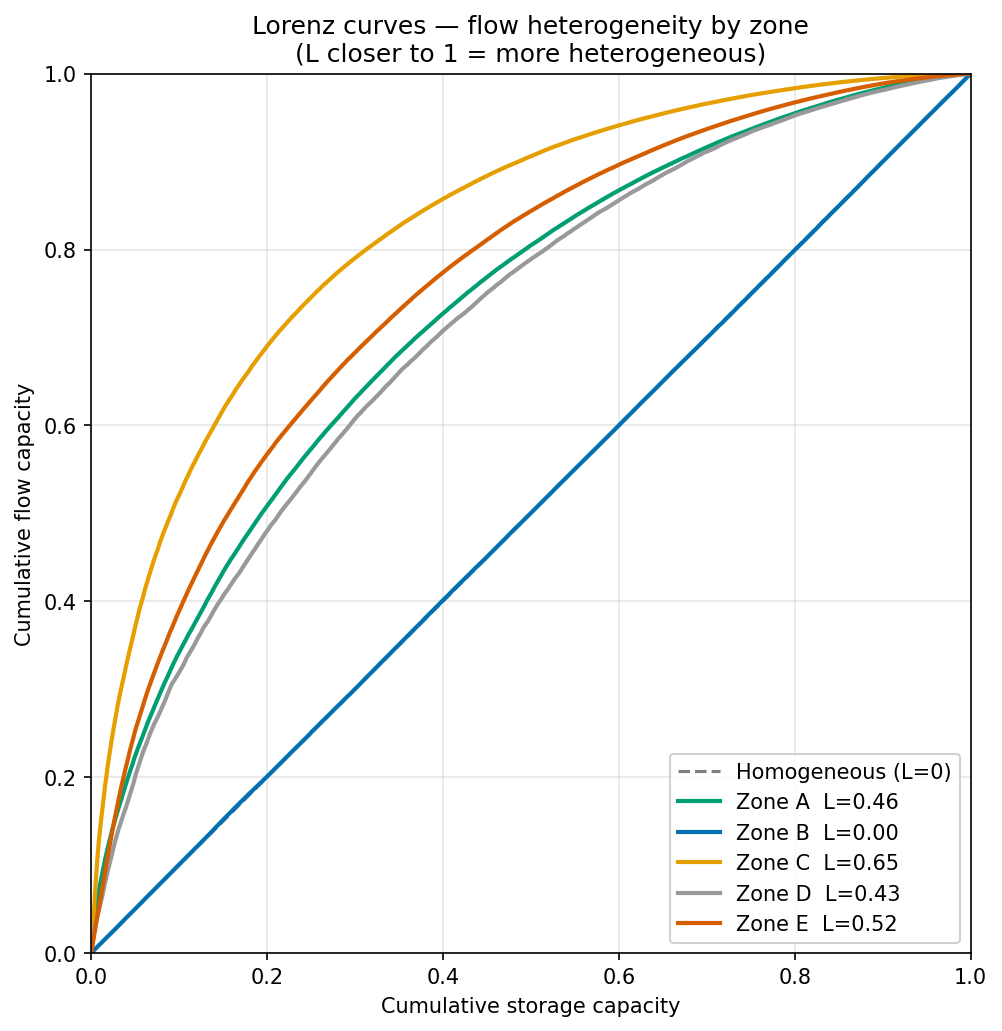 Lorenz curves — flow heterogeneity by zone
(L closer to 1 = more heterogeneous)
Cumulative flow capacity
1.0
0.8
0.6
0.4
0.2
0.0
Homogeneous (L=0)
Zone A  L=0.46
Zone B  L=0.00
Zone C  L=0.65
Zone D  L=0.43
Zone E  L=0.52
0.0 0.2 0.4 0.6 0.8 1.0
Cumulative storage capacity